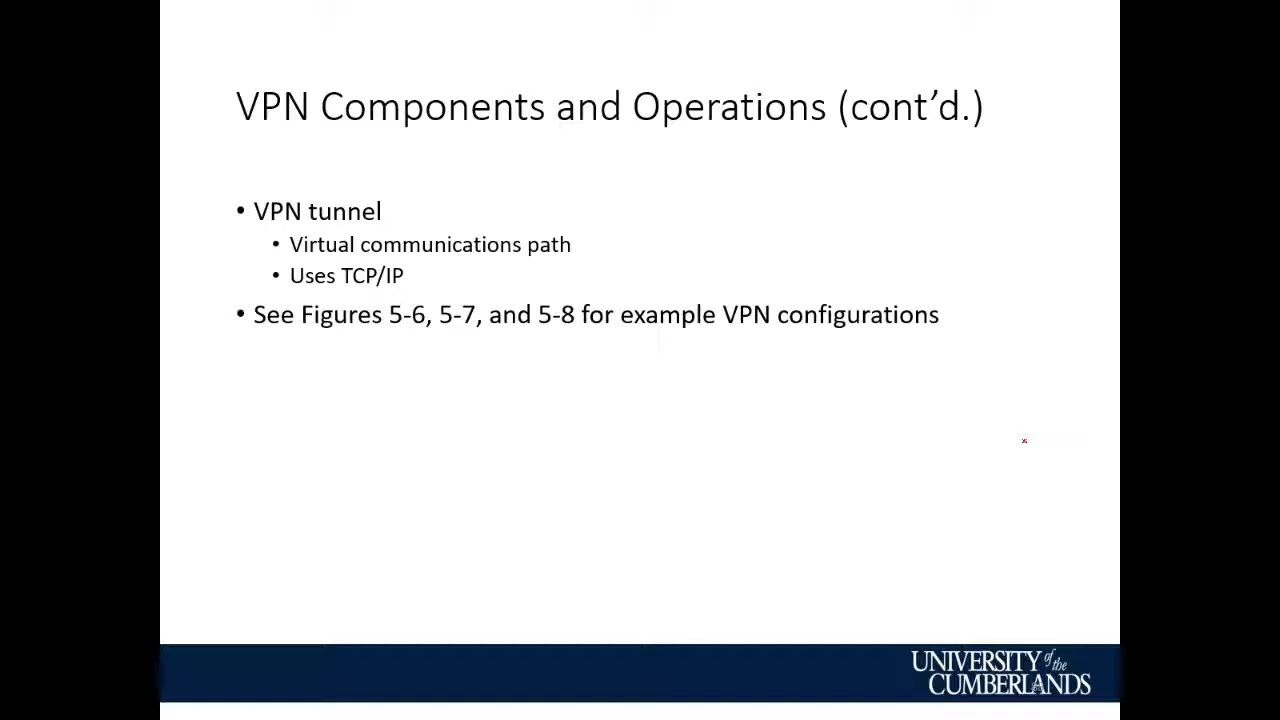 VPN Components and Operations (cont’d.)
• VPN tunnel
• Virtual communications path
• Uses TCP/IP
• See Figures 5-6, 5-7, and 5-8 for example VPN configurations
UNIVERSITY of the
CUMBERLANDS